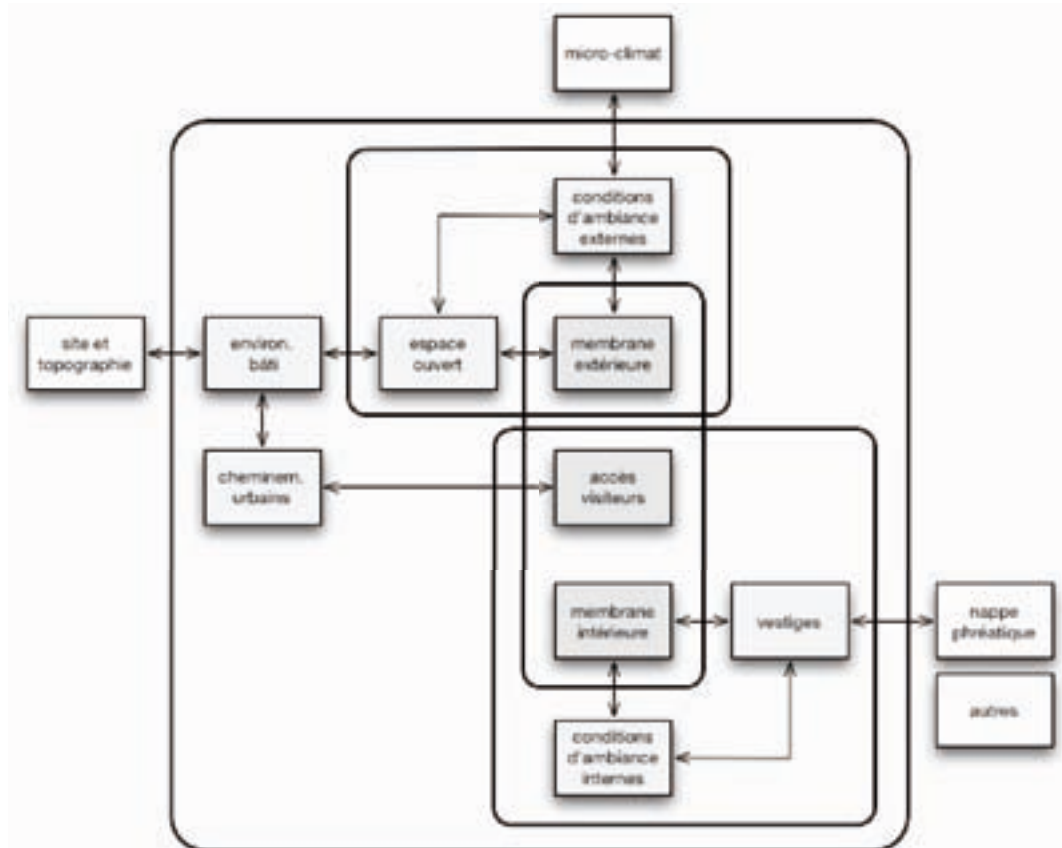 micro-climat
conditions
d'ambiance
externes
site et
topographie
environ.
bâti
espace
ouvert
membrane
extérieure
cheminem.
urbains
accès
visiteurs
membrane
intérieure
vestiges
nappe
phréatique
autres
conditions
d'ambiance
internes